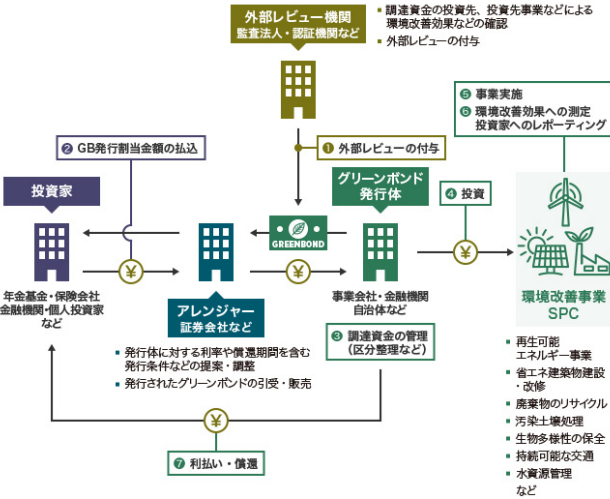 外部レビュー機関
監査法人・認証機関など
▪ 調達資金の投資先、投資先事業などによる
環境改善効果などの確認
▪ 外部レビューの付与
❺ 事業実施
❻ 環境改善効果への測定
投資家へのレポーティング
❷ GB発行割当金額の払込
❶ 外部レビューの付与
投資家
グリーンボンド
発行体
❹ 投資
GREENBOND
¥
¥
¥
年金基金・保険会社
金融機関・個人投資家
など
アレンジャー
証券会社など
事業会社・金融機関
自治体など
環境改善事業
SPC
❸ 調達資金の管理
（区分整理など）
▪ 発行体に対する利率や償還期間を含む
発行条件などの提案・調整
▪ 発行されたグリーンボンドの引受・販売
▪ 再生可能
エネルギー事業
▪ 省エネ建築物建設
・改修
▪ 廃棄物のリサイクル
▪ 汚染土壌処理
▪ 生物多様性の保全
▪ 持続可能な交通
▪ 水資源管理
など
¥
❼ 利払い・償還